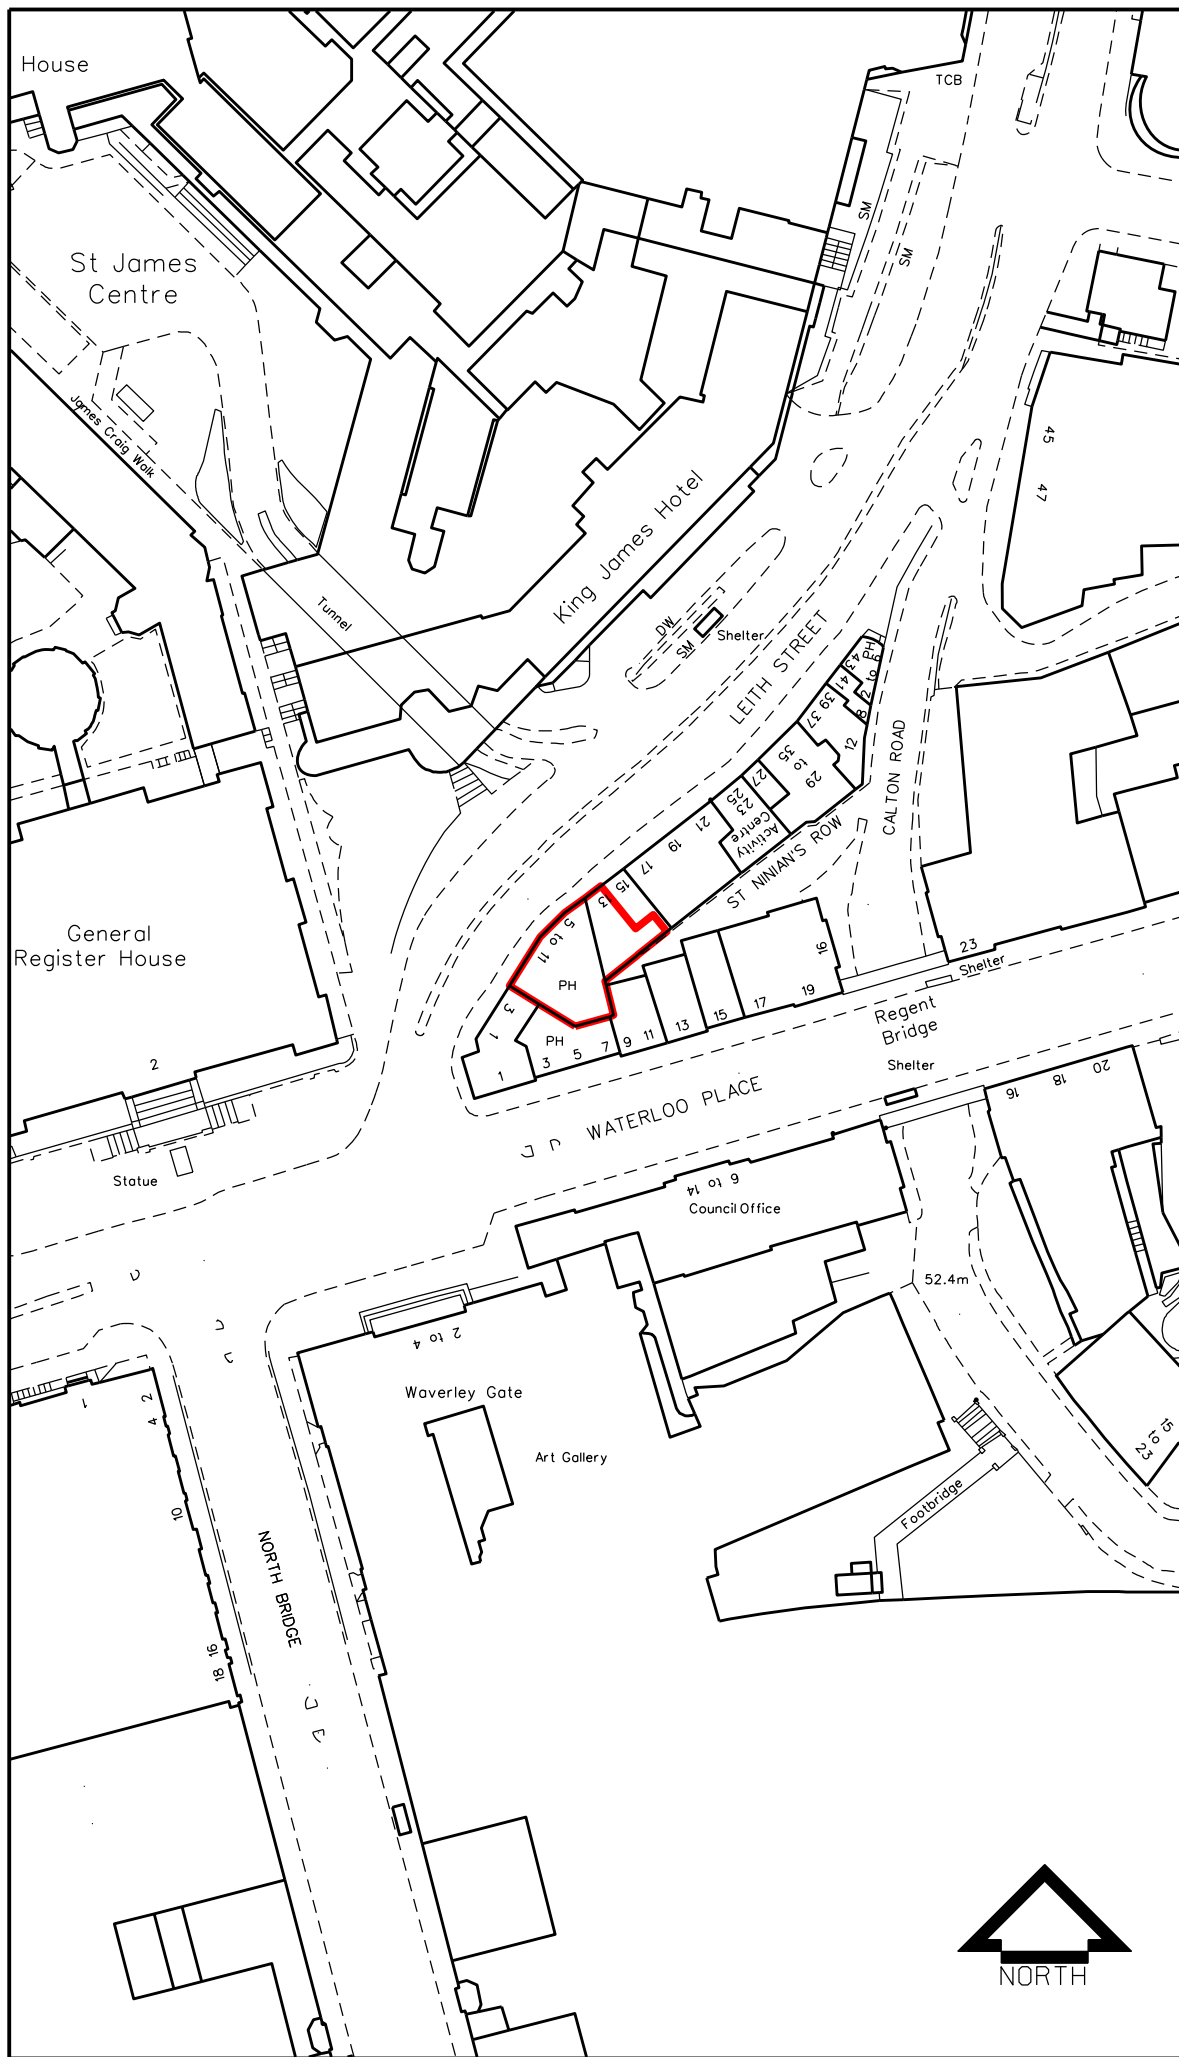 House
TCB
SM
SM
St James
Centre
James Craig Walk
45
47
King James Hotel
Tunnel
DW
SM
Shelter
LEITH STREET
PH
43
41
39
37
9
to
2
8
12
35
to
29
27
25
23
Activity
Centre
21
19
17
15
13
CALTON ROAD
ST NINIAN'S ROW
General
Register House
5 to 11
PH
3
1
1
PH
3
5
7
9
11
13
15
17
19
16
23
Shelter
Regent
Bridge
Shelter
2
WATERLOO PLACE
16
18
20
Statue
6 to 14
Council Office
52.4m
2 to 4
Waverley Gate
Art Gallery
1
2
4
10
16
18
NORTH BRIDGE
Footbridge
15
to
23
NORTH